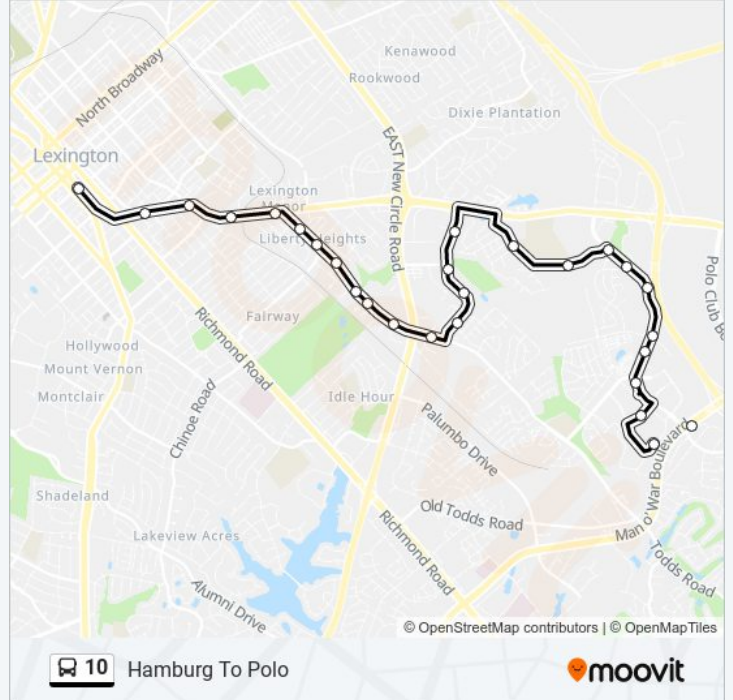 Kenawood
Rookwood
North Broadway
Dixie Plantation
EAST New Circle Road
Lexington
Lexington
Manor
Liberty Heights
Polo Club B
Fairway
Richmond Road
Hollywood
Mount Vernon
Montclair
Chinoe Road
Idle Hour
Palumbo Drive
Man o'War Boulevard
Shadeland
Old Todds Road
Lakeview Acres
Richmond Road
Todds Road
Alumni Drive
© OpenStreetMap contributors | © OpenMapTiles
10 Hamburg To Polo
moovit